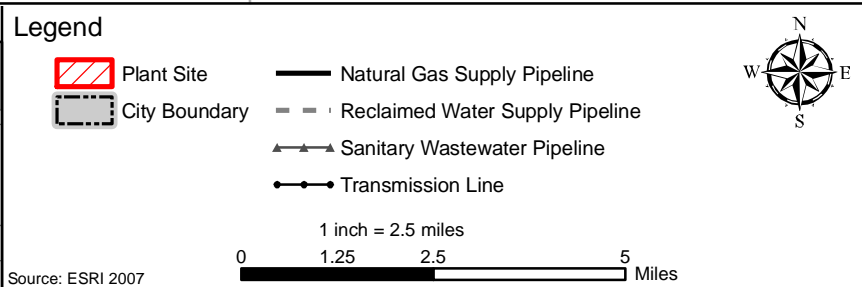 Legend
N
W E
S
Plant Site
City Boundary
Natural Gas Supply Pipeline
Reclaimed Water Supply Pipeline
Sanitary Wastewater Pipeline
Transmission Line
1 inch = 2.5 miles
0 1.25 2.5 5
Miles
Source: ESRI 2007